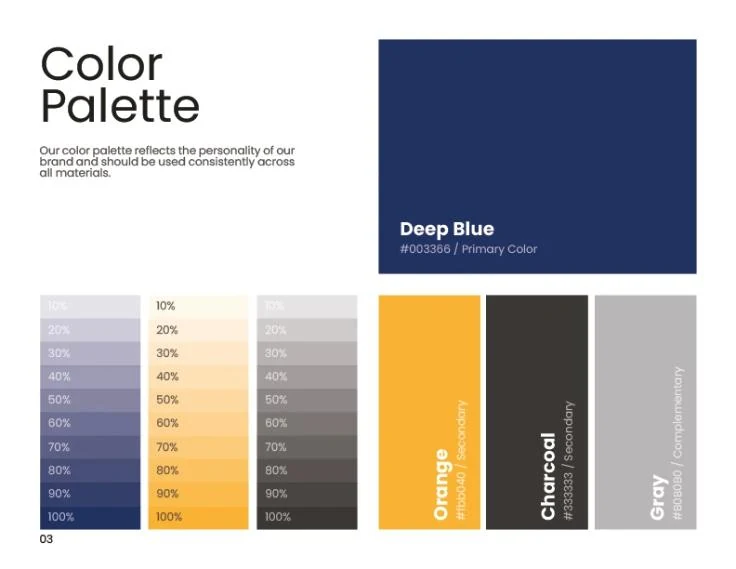 Color
Palette
Our color palette reflects the personality of our
brand and should be used consistently across
all materials.
Deep Blue
#003366 / Primary Color
10%
20%
30%
40%
50%
60%
70%
80%
90%
100%
10%
20%
30%
40%
50%
60%
70%
80%
90%
100%
10%
20%
30%
40%
50%
60%
70%
80%
90%
100%
Orange
#fbb040 / Secondary
Charcoal
#333333 / Secondary
Gray
#808080 / Complementary
03